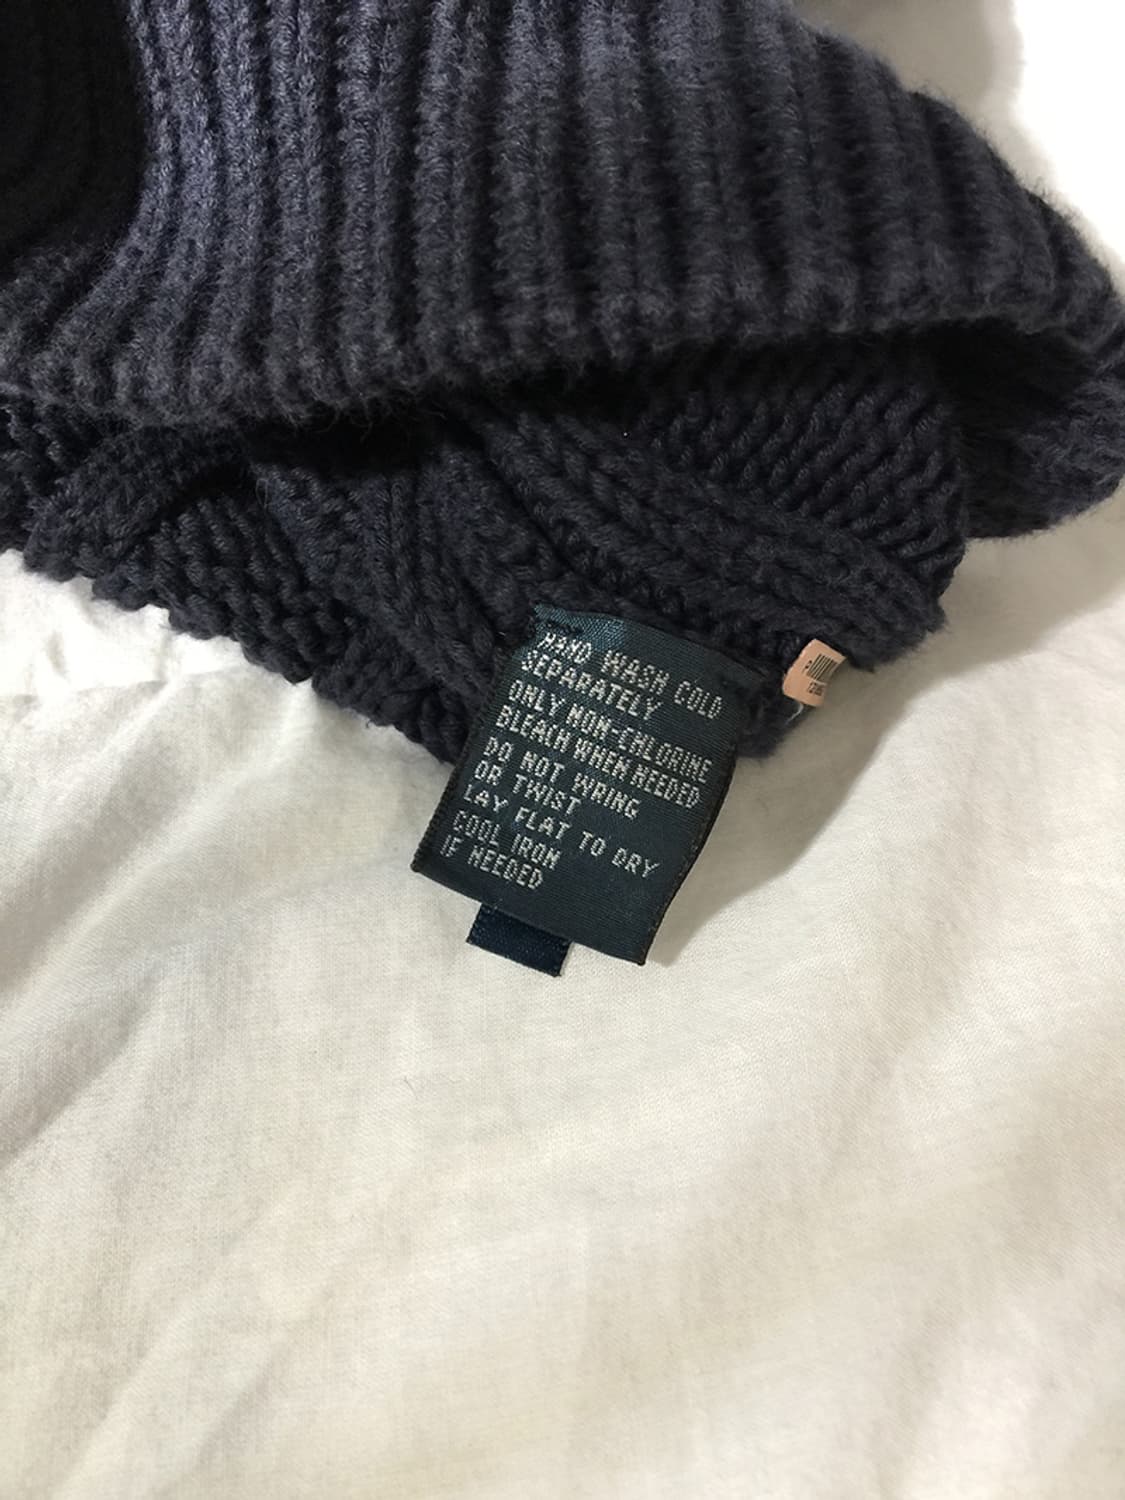 HAND WASH COLD
SEPARATELY
ONLY NON-CHLORINE
BLEACH WHEN NEEDED
DO NOT WRING
OR TWIST
LAY FLAT TO DRY
COOL IRON
IF NEEDED